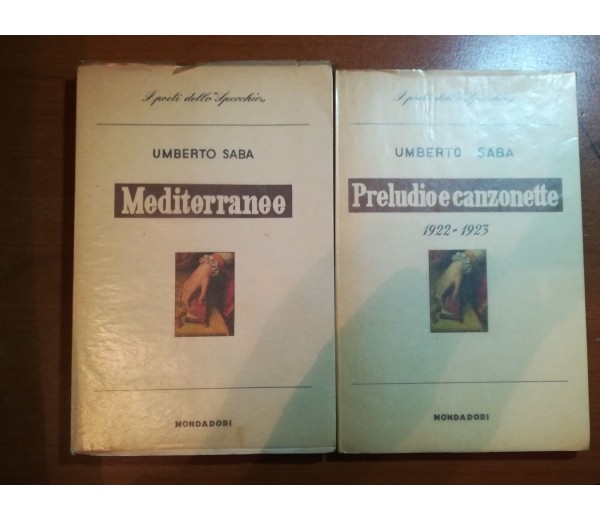 I poeti dello "Specchio"
UMBERTO SABA
Mediterranee
MONDADORI
I poeti dello "Specchio"
UMBERTO SABA
Preludio e canzonette
1922-1923
MONDADORI